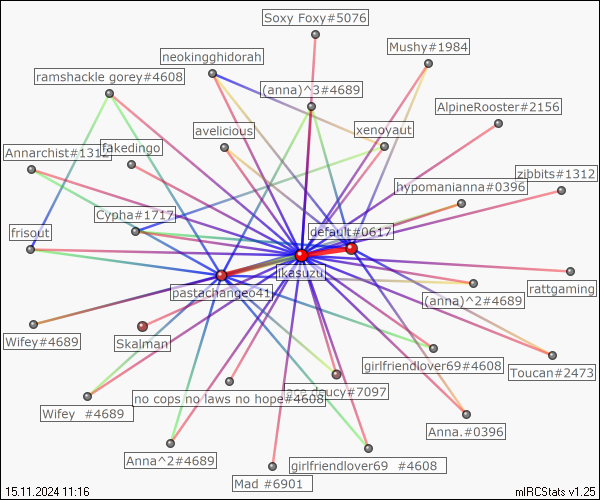 Soxy Foxy#5076
Mushy#1984
neokingghidorah
ramshackle gorey#4608
(anna)^3#4689
AlpineRooster#2156
avelicious
xenoyaut
Annarchist#1312
fakedingo
zibbits#1312
hypomanianna#0396
Cypha#1717
frisout
default#0617
ikasuzu
pastachange641
rattgaming
(anna)^2#4689
Wifey#4689
Skalman
girlfriendlover69#4608
Toucan#2473
no cops no laws no hope#4608
#7097
Wifey #4689
Anna.#0396
Anna^2#4689
girlfriendlover69 #4608
Mad #6901
15.11.2024 11:16
mIRCStats v1.25